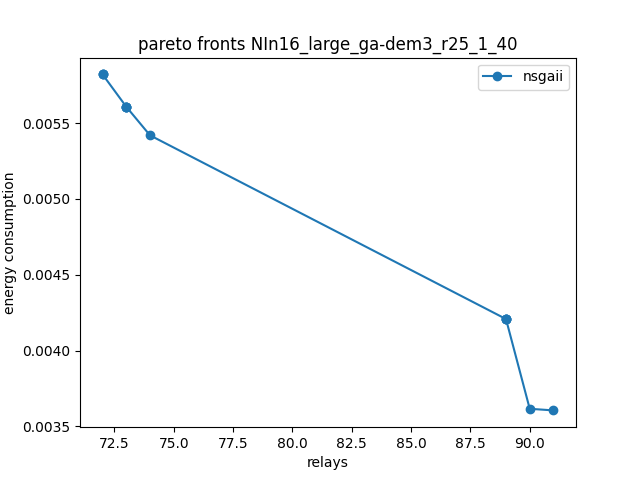 pareto fronts NIn16_large_ga-dem3_r25_1_40
nsgaii
energy consumption
0.0055
0.0050
0.0045
0.0040
0.0035
72.5 75.0 77.5 80.0 82.5 85.0 87.5 90.0
relays